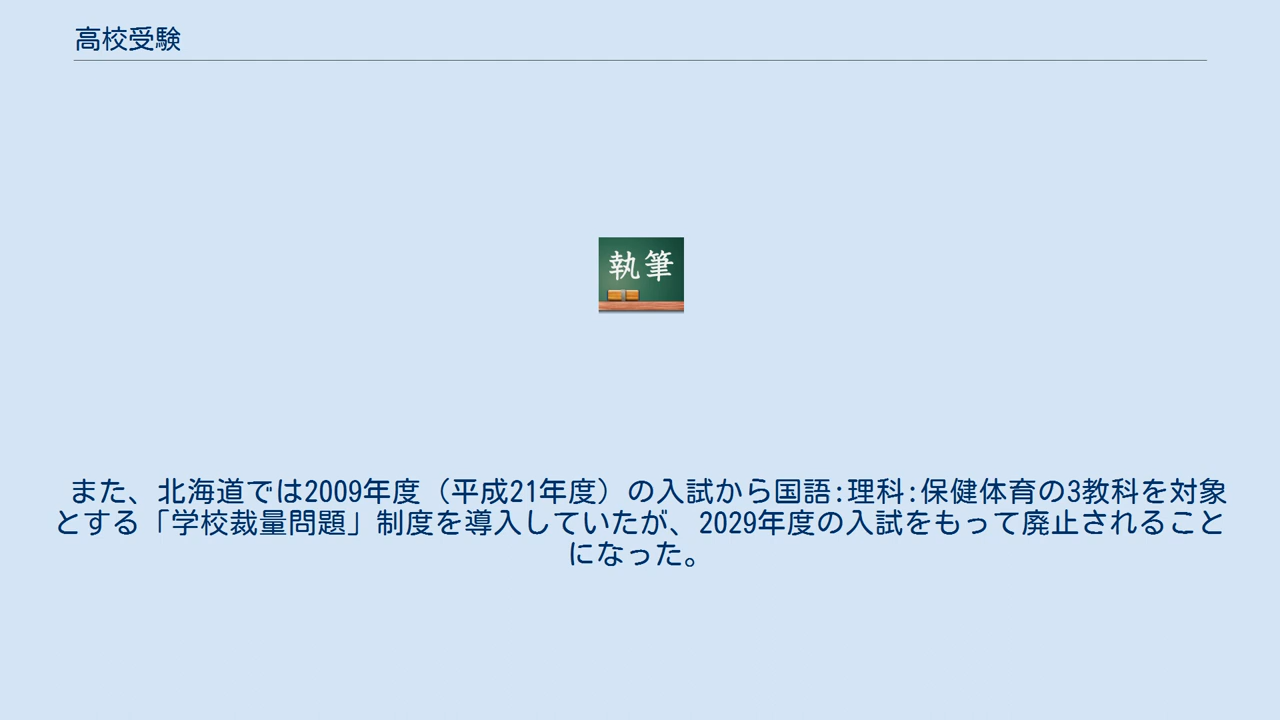 高校受験
執筆
また、北海道では2009年度（平成21年度）の入試から国語:理科:保健体育の3教科を対象
とする「学校裁量問題」制度を導入していたが、2029年度の入試をもって廃止されること
になった。